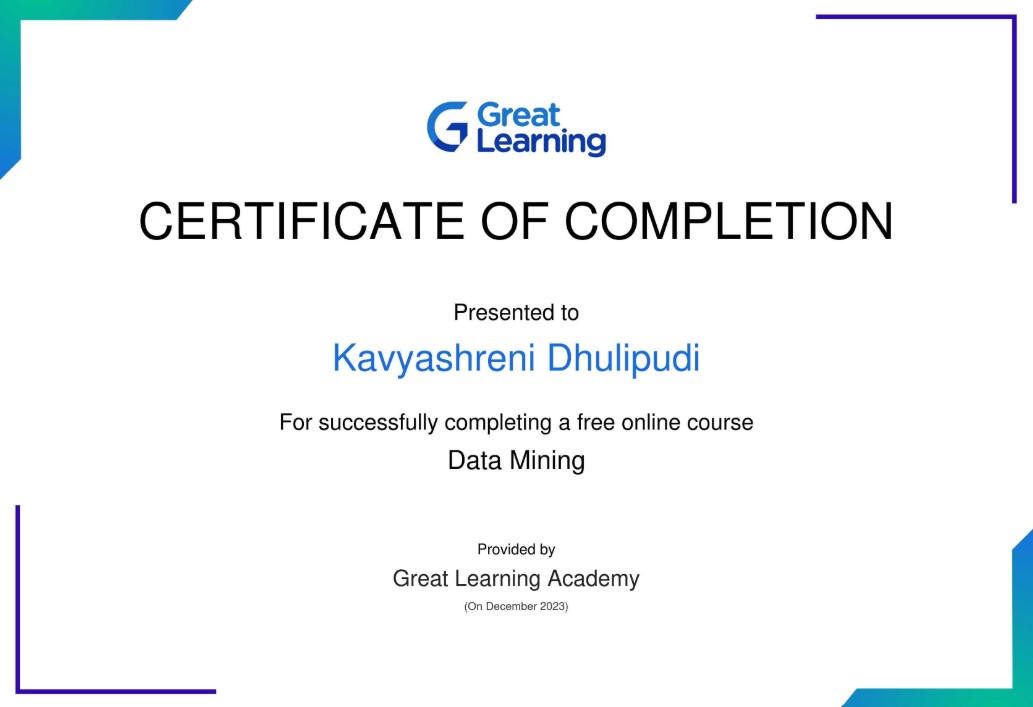 Great
Learning
CERTIFICATE OF COMPLETION
Presented to
Kavyashreni Dhulipudi
For successfully completing a free online course
Data Mining
Provided by
Great Learning Academy
(On December 2023)